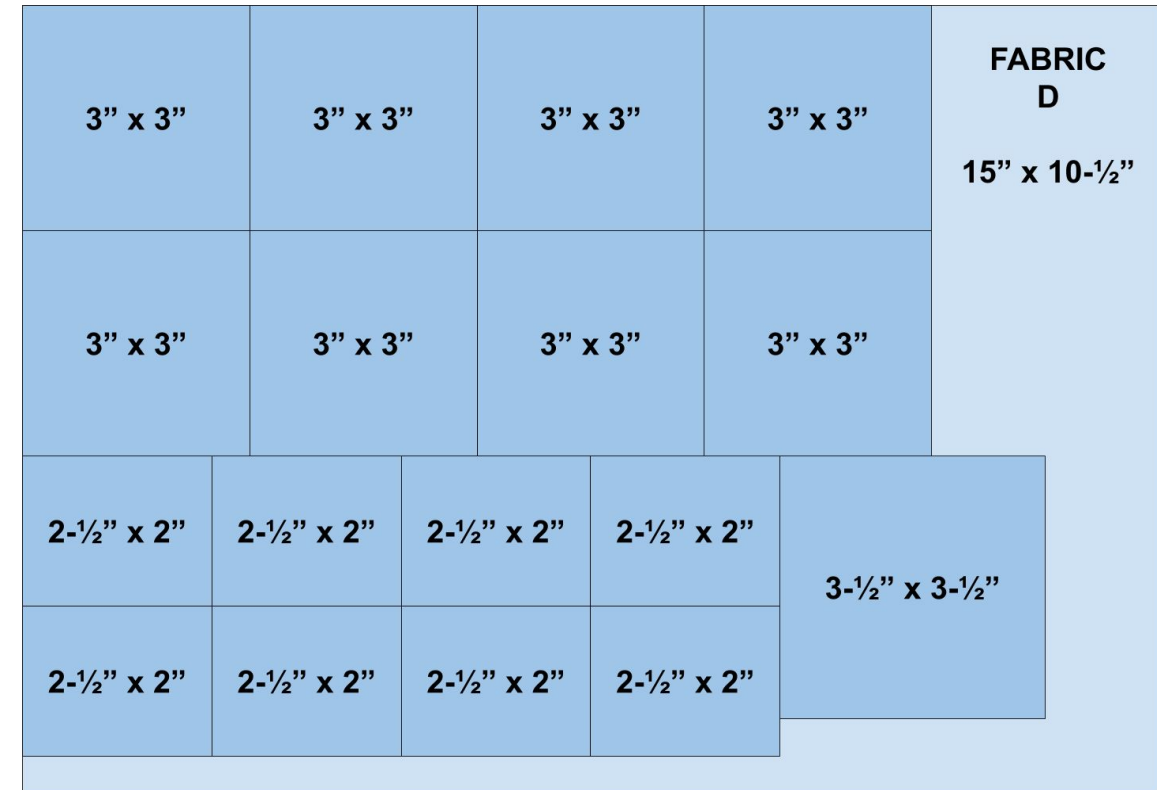 FABRIC
D
15” x 10-½”
3” x 3”
3” x 3”
3” x 3”
3” x 3”
3” x 3”
3” x 3”
3” x 3”
3” x 3”
2-½” x 2”
2-½” x 2”
2-½” x 2”
2-½” x 2”
3-½” x 3-½”
2-½” x 2”
2-½” x 2”
2-½” x 2”
2-½” x 2”